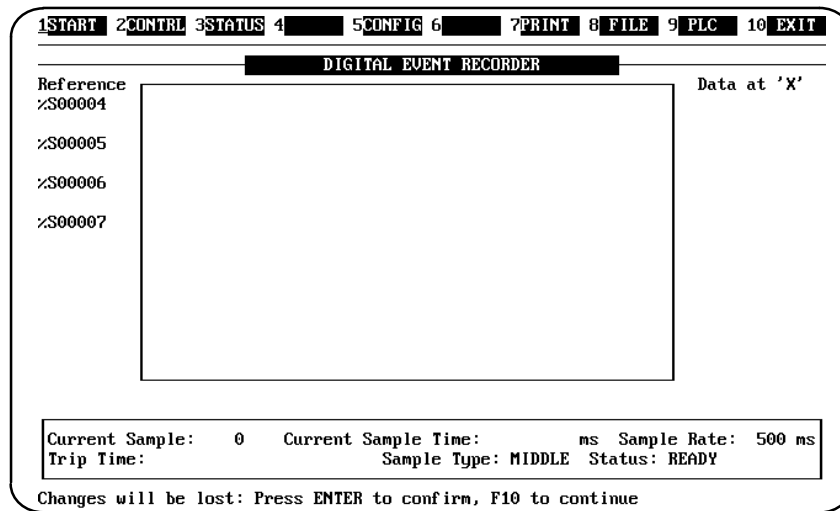 1START 2CONTRL 3STATUS 4 5CONFIG 6 7PRINT 8 FILE 9 PLC 10 EXIT
DIGITAL EVENT RECORDER
Reference Data at 'X'
%S00004
%S00005
%S00006
%S00007
Current Sample: 0 Current Sample Time: ms Sample Rate: 500 ms
Trip Time: Sample Type: MIDDLE Status: READY
Changes will be lost: Press ENTER to confirm, F10 to continue